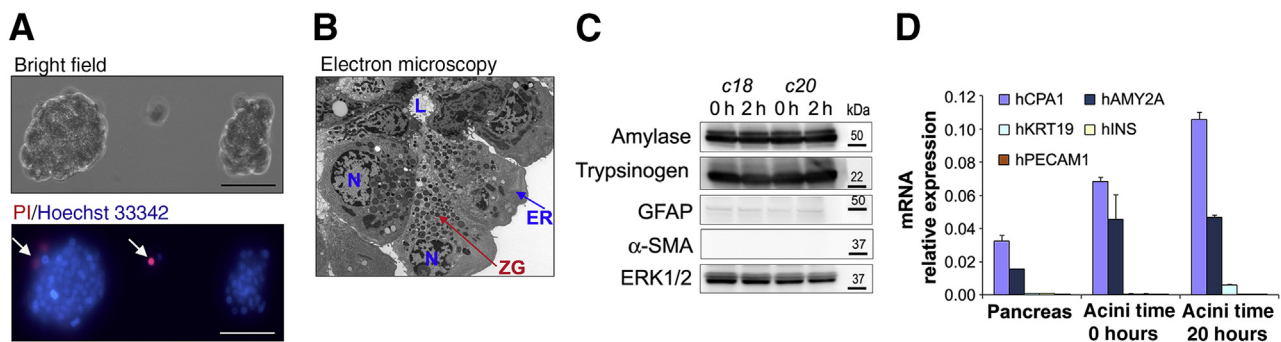 A
Bright field
PI/Hoechst 33342
B
Electron microscopy
L
N
ER
N
ZG
C
c18 c20
0 h 2 h 0 h 2 h kDa
Amylase 50
Trypsinogen 22
GFAP 50
α-SMA 37
ERK1/2 37
D
hCPA1 hAMY2A
hKRT19 hINS
hPECAM1
mRNA
relative expression
0.12
0.10
0.08
0.06
0.04
0.02
0.00
Pancreas Acini time Acini time
0 hours 20 hours